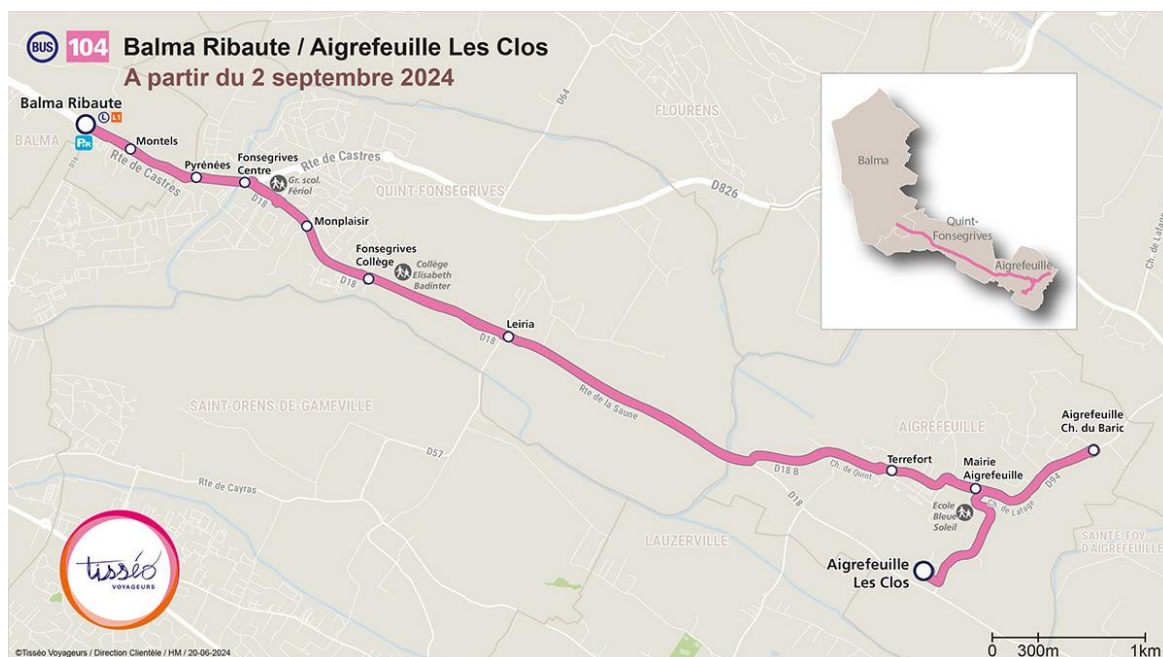 BUS 104 Balma Ribaute / Aigrefeuille Les Clos
A partir du 2 septembre 2024
Balma Ribaute
L L1
P+R
BALMA
Montels
Rte de Castres
Pyrénées
Fonsegrives
Centre
D18
Gr. scol.
Fériol
Rte de Castres
QUINT FONSEGRIVES
D64
FLOURENS
D826
Ch. de Lafage
Monplaisir
Fonsegrives
Collège
Collège
Elisabeth
Badinter
D18
Leiria
D18
Rte de la Saune
SAINT-ORENS-DE-GAMEVILLE
D57
Rte de Cayras
Balma
Quint-
Fonsegrives
Aigrefeuille
AIGREFEUILLE
Aigrefeuille
Ch. du Baric
Terrefort
Mairie
Aigrefeuille
D18 B
Ch. de Quint
Ch. de Lafage
D94
D18
Ecole
Bleue
Soleil
LAUZERVILLE
SAINTE FOY
D'AIGREFEUILLE
Aigrefeuille
Les Clos
tisséo
VOYAGEURS
0 300m 1km
©Tisséo Voyageurs / Direction Clientèle / HM / 20-06-2024